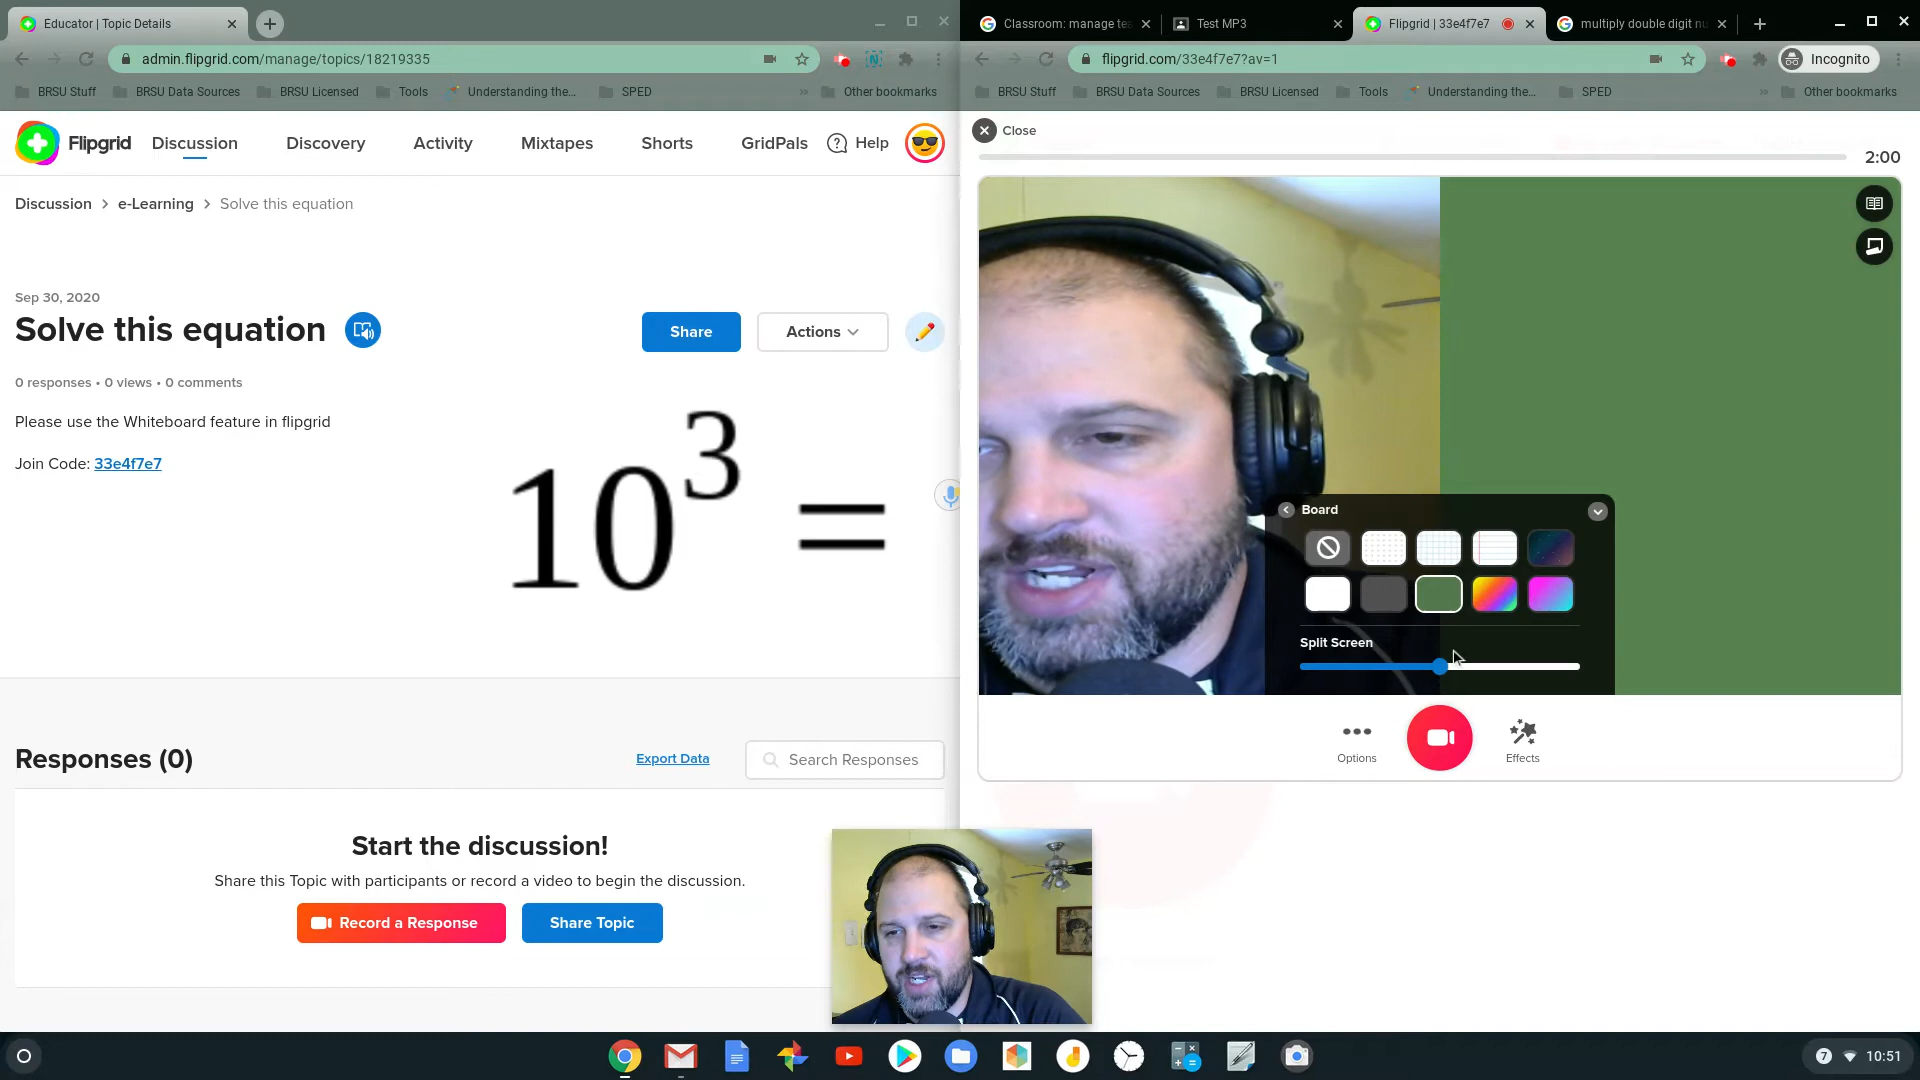 Educator | Topic Details
admin.flipgrid.com/manage/topics/18219335
BRSU Stuff BRSU Data Sources BRSU Licensed Tools Understanding the... SPED » Other bookmarks
Flipgrid Discussion Discovery Activity Mixtapes Shorts GridPals Help
Discussion > e-Learning > Solve this equation
Sep 30, 2020
Solve this equation
Share Actions
0 responses • 0 views • 0 comments
Please use the Whiteboard feature in flipgrid
Join Code: 33e4f7e7
10³ =
Responses (0) Export Data Search Responses
Start the discussion!
Share this Topic with participants or record a video to begin the discussion.
Record a Response Share Topic
Classroom: manage tea Test MP3 Flipgrid | 33e4f7e7 multiply double digit nu
flipgrid.com/33e4f7e7?av=1 Incognito
BRSU Stuff BRSU Data Sources BRSU Licensed Tools Understanding the... SPED » Other bookmarks
Close
2:00
Board
Split Screen
Options Effects
7 10:51